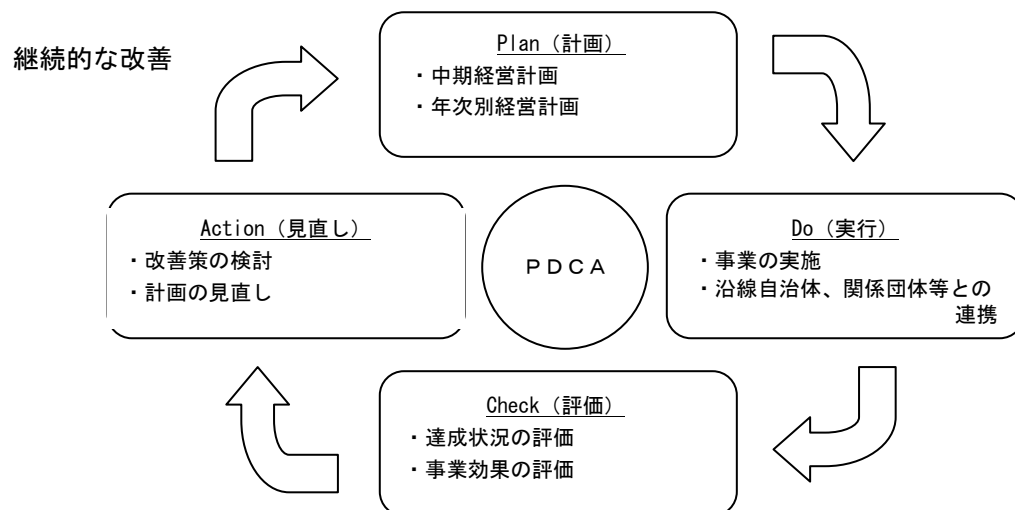 継続的な改善
Plan（計画）
・中期経営計画
・年次別経営計画
Action（見直し）
・改善策の検討
・計画の見直し
ＰＤＣＡ
Do（実行）
・事業の実施
・沿線自治体、関係団体等との
連携
Check（評価）
・達成状況の評価
・事業効果の評価